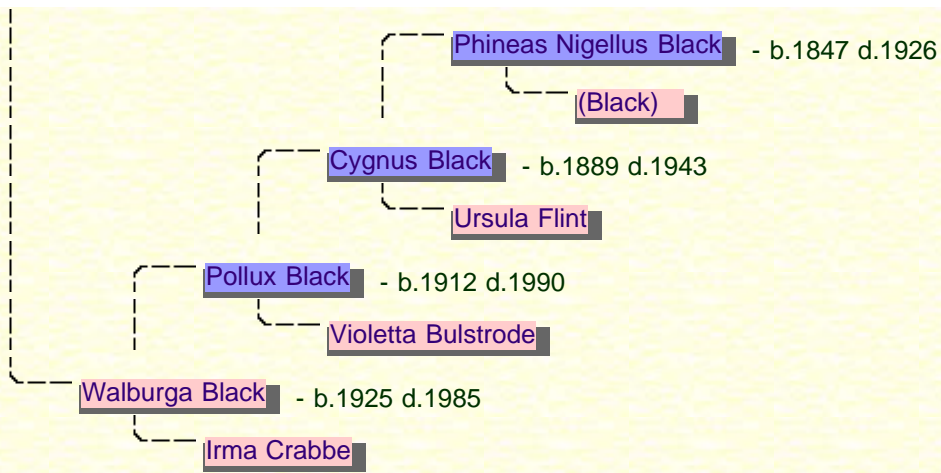 Phineas Nigellus Black - b.1847 d.1926
(Black)
Cygnus Black - b.1889 d.1943
Ursula Flint
Pollux Black - b.1912 d.1990
Violetta Bulstrode
Walburga Black - b.1925 d.1985
Irma Crabbe